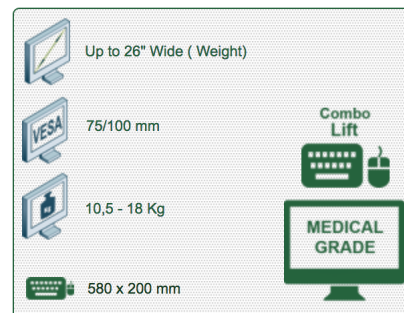 Up to 26" Wide ( Weight)
VESA
75/100 mm
Combo
Lift
KG
10,5 - 18 Kg
MEDICAL
GRADE
580 x 200 mm